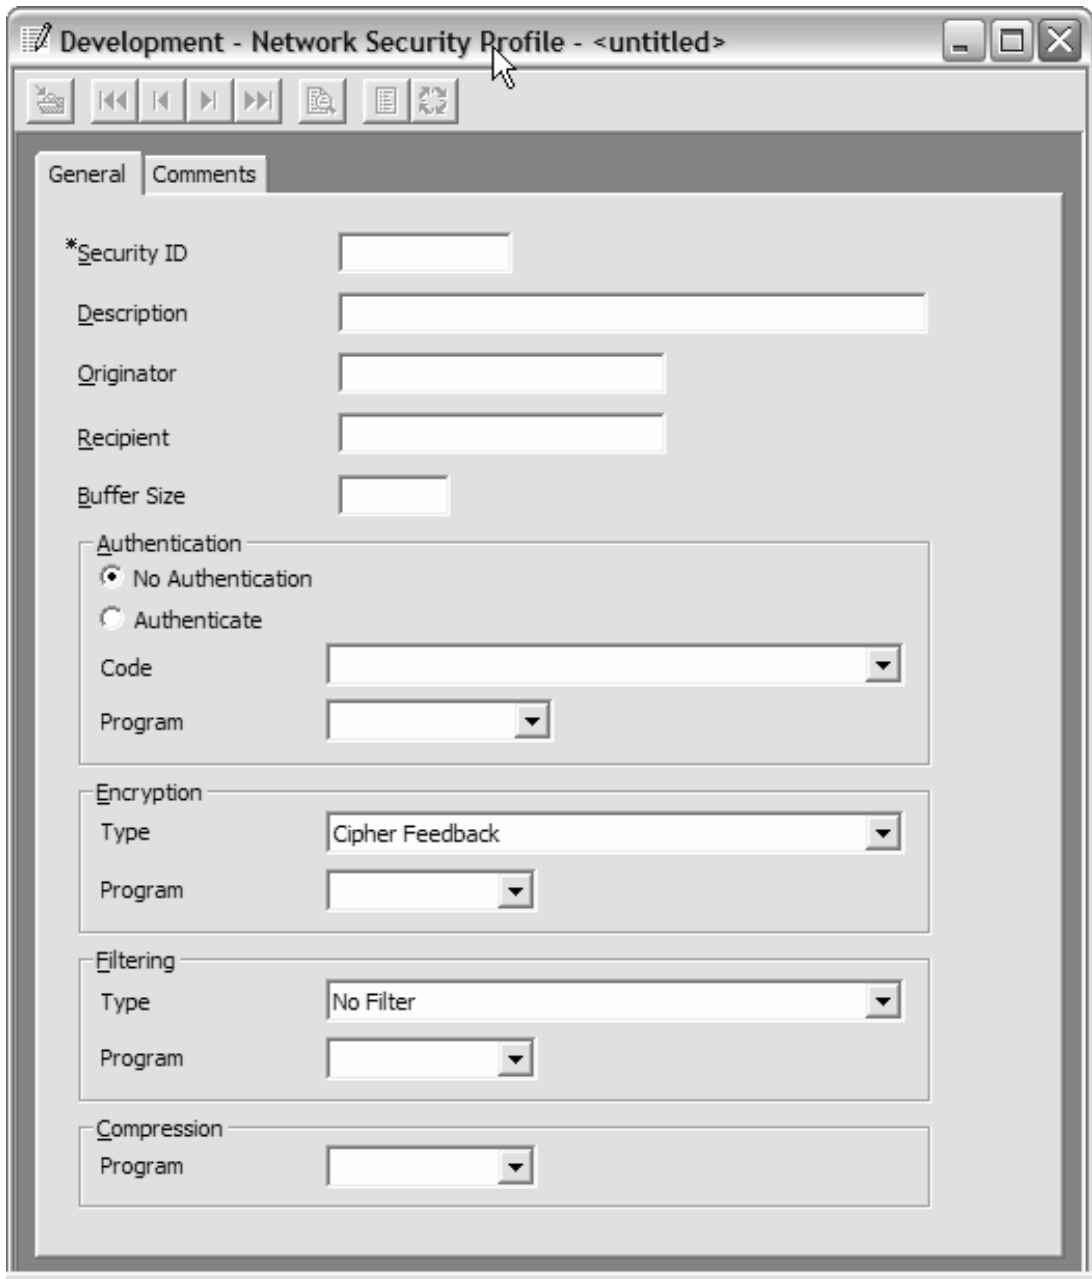 Development - Network Security Profile - <untitled>
General Comments
*Security ID
Description
Originator
Recipient
Buffer Size
Authentication
No Authentication
Authenticate
Code
Program
Encryption
Type Cipher Feedback
Program
Filtering
Type No Filter
Program
Compression
Program